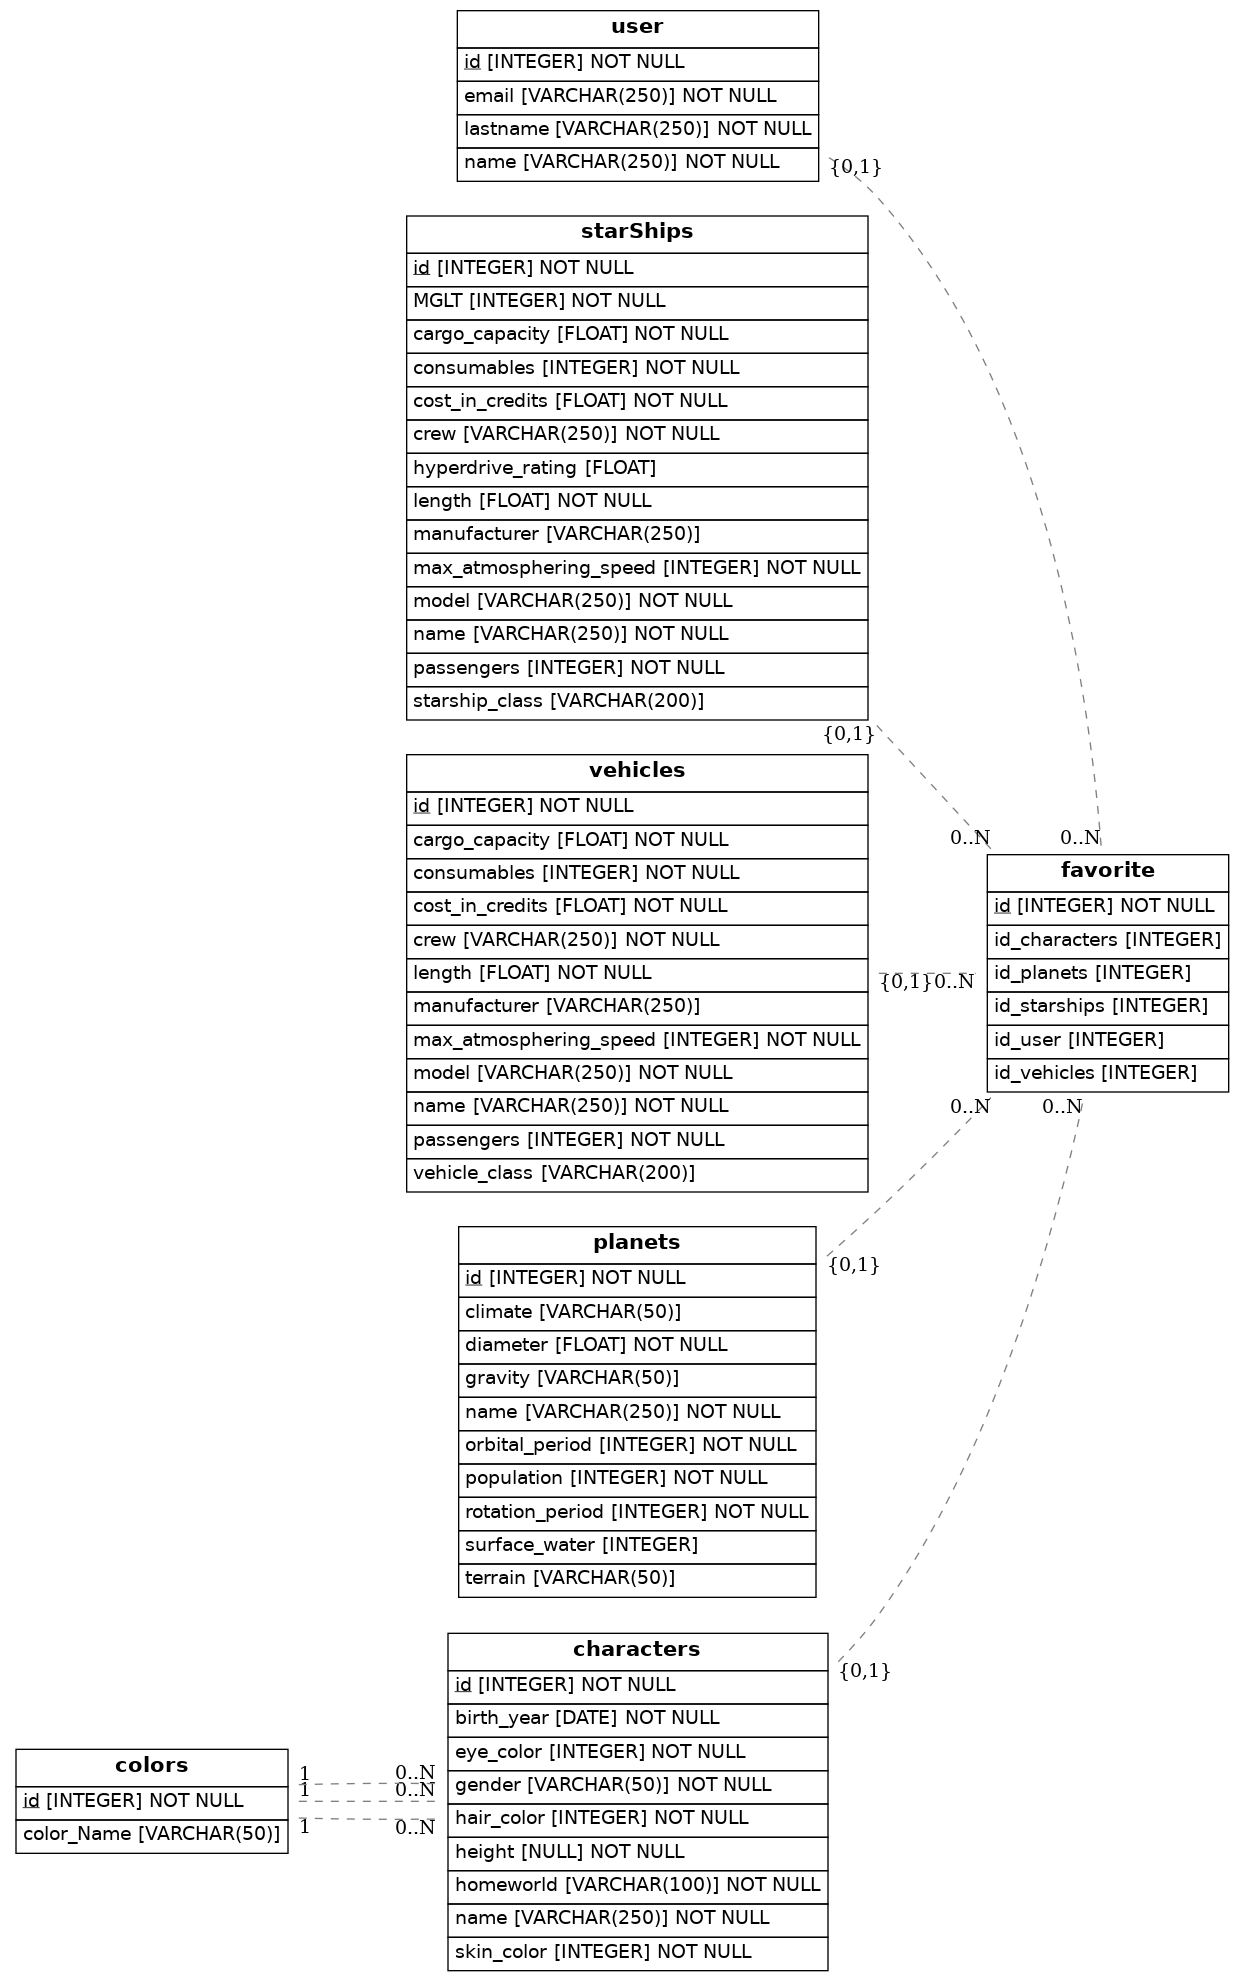 user
id [INTEGER] NOT NULL
email [VARCHAR(250)] NOT NULL
lastname [VARCHAR(250)] NOT NULL
name [VARCHAR(250)] NOT NULL
{0,1}
starShips
id [INTEGER] NOT NULL
MGLT [INTEGER] NOT NULL
cargo_capacity [FLOAT] NOT NULL
consumables [INTEGER] NOT NULL
cost_in_credits [FLOAT] NOT NULL
crew [VARCHAR(250)] NOT NULL
hyperdrive_rating [FLOAT]
length [FLOAT] NOT NULL
manufacturer [VARCHAR(250)]
max_atmosphering_speed [INTEGER] NOT NULL
model [VARCHAR(250)] NOT NULL
name [VARCHAR(250)] NOT NULL
passengers [INTEGER] NOT NULL
starship_class [VARCHAR(200)]
{0,1}
vehicles
id [INTEGER] NOT NULL
cargo_capacity [FLOAT] NOT NULL
consumables [INTEGER] NOT NULL
cost_in_credits [FLOAT] NOT NULL
crew [VARCHAR(250)] NOT NULL
length [FLOAT] NOT NULL
manufacturer [VARCHAR(250)]
max_atmosphering_speed [INTEGER] NOT NULL
model [VARCHAR(250)] NOT NULL
name [VARCHAR(250)] NOT NULL
passengers [INTEGER] NOT NULL
vehicle_class [VARCHAR(200)]
{0,1}
0..N
0..N
0..N
favorite
id [INTEGER] NOT NULL
id_characters [INTEGER]
id_planets [INTEGER]
id_starships [INTEGER]
id_user [INTEGER]
id_vehicles [INTEGER]
0..N
0..N
planets
id [INTEGER] NOT NULL
climate [VARCHAR(50)]
diameter [FLOAT] NOT NULL
gravity [VARCHAR(50)]
name [VARCHAR(250)] NOT NULL
orbital_period [INTEGER] NOT NULL
population [INTEGER] NOT NULL
rotation_period [INTEGER] NOT NULL
surface_water [INTEGER]
terrain [VARCHAR(50)]
{0,1}
characters
id [INTEGER] NOT NULL
birth_year [DATE] NOT NULL
eye_color [INTEGER] NOT NULL
gender [VARCHAR(50)] NOT NULL
hair_color [INTEGER] NOT NULL
height [NULL] NOT NULL
homeworld [VARCHAR(100)] NOT NULL
name [VARCHAR(250)] NOT NULL
skin_color [INTEGER] NOT NULL
{0,1}
colors
id [INTEGER] NOT NULL
color_Name [VARCHAR(50)]
1
0..N
1
0..N
1
0..N